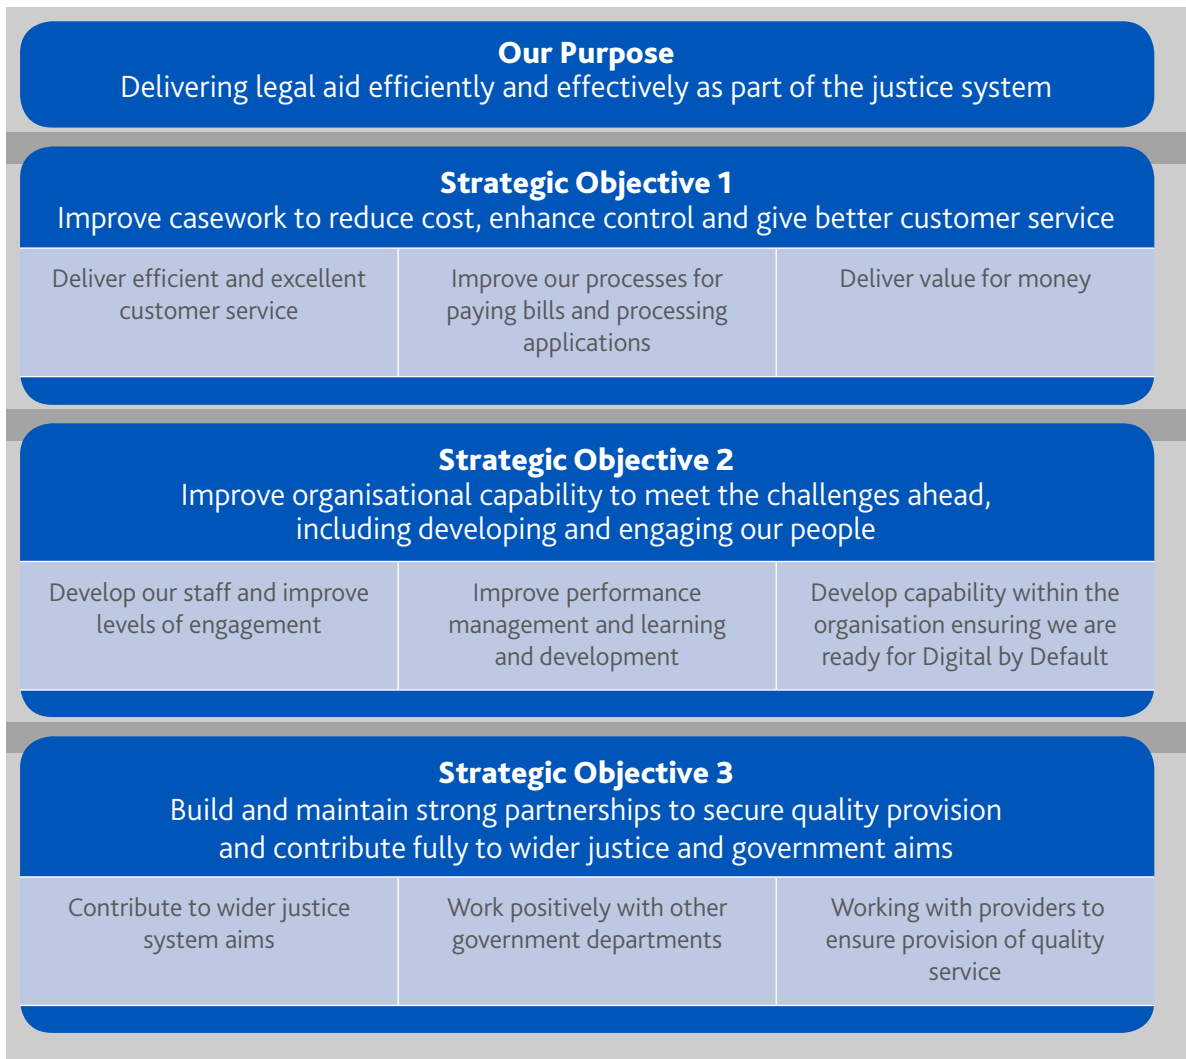 Our Purpose
Delivering legal aid efficiently and effectively as part of the justice system
Strategic Objective 1
Improve casework to reduce cost, enhance control and give better customer service
Deliver efficient and excellent
customer service
Improve our processes for
paying bills and processing
applications
Deliver value for money
Strategic Objective 2
Improve organisational capability to meet the challenges ahead,
including developing and engaging our people
Develop our staff and improve
levels of engagement
Improve performance
management and learning
and development
Develop capability within the
organisation ensuring we are
ready for Digital by Default
Strategic Objective 3
Build and maintain strong partnerships to secure quality provision
and contribute fully to wider justice and government aims
Contribute to wider justice
system aims
Work positively with other
government departments
Working with providers to
ensure provision of quality
service